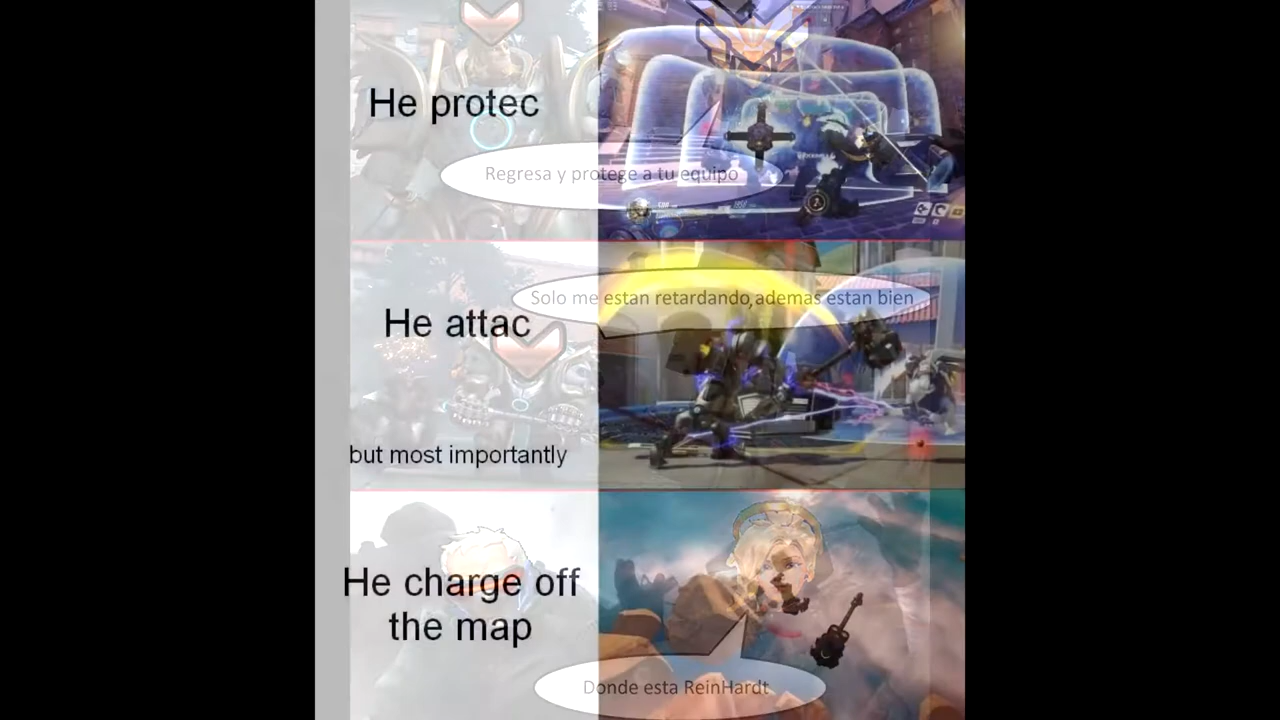 He protec
Regresa y protege a tu equipo
Solo me estan retardando,ademas estan bien
He attac
but most importantly
He charge off
the map
Donde esta ReinHardt